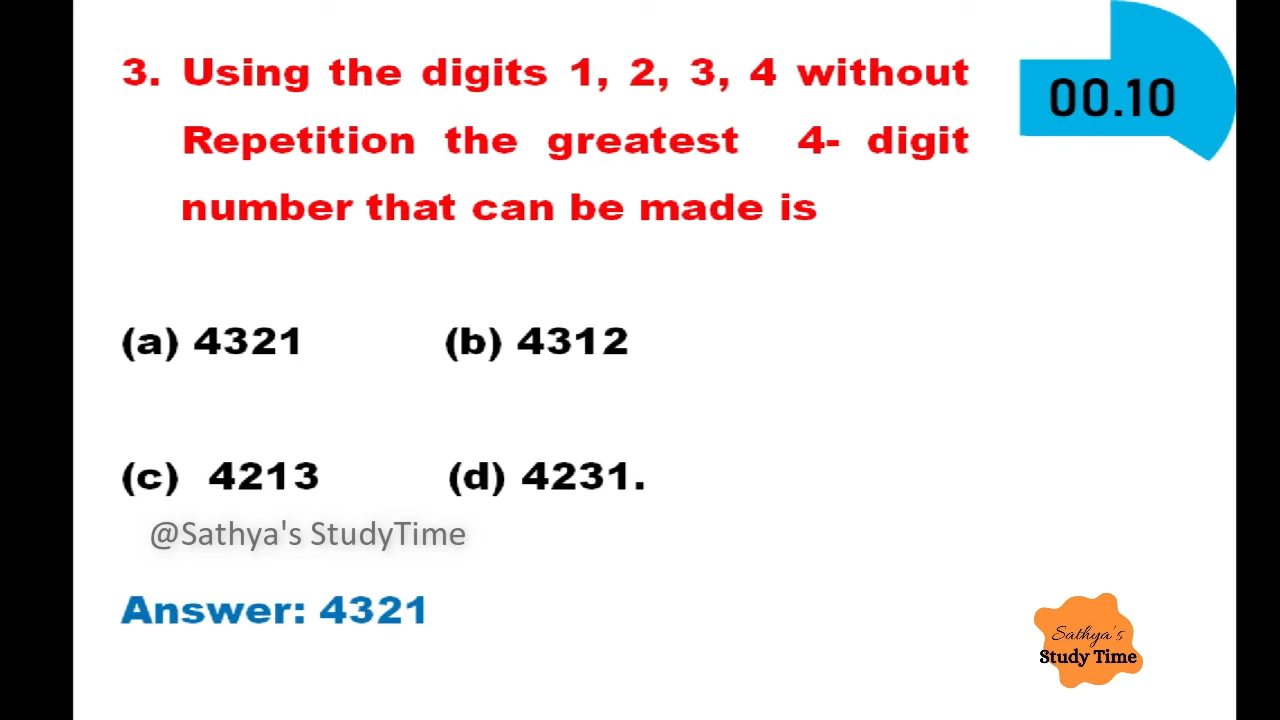 3. Using the digits 1, 2, 3, 4 without
00.10
Repetition the greatest 4- digit
number that can be made is
(a) 4321 (b) 4312
(c) 4213 (d) 4231.
@Sathya's StudyTime
Answer: 4321
Sathya's
Study Time